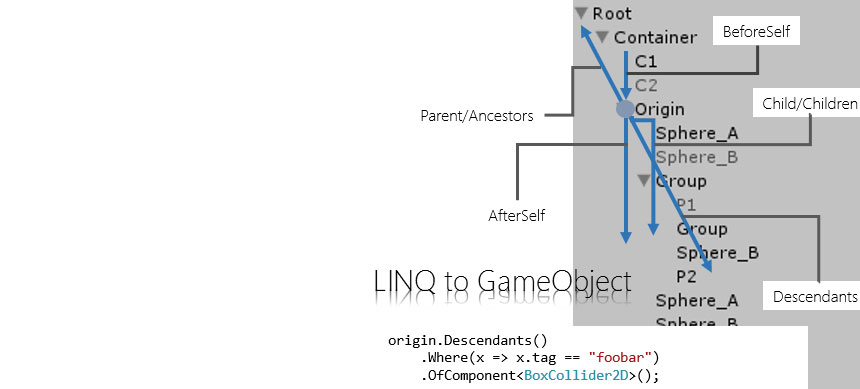 Root
BeforeSelf
Container
C1
C2
Child/Children
Parent/Ancestors
Origin
Sphere_A
Sphere_B
Group
AfterSelf
P1
Group
Sphere_B
LINQ to GameObject
P2
Descendants
Sphere_A
Sphere_B
origin.Descendants()
.Where(x => x.tag == "foobar")
.OfComponent<BoxCollider2D>();